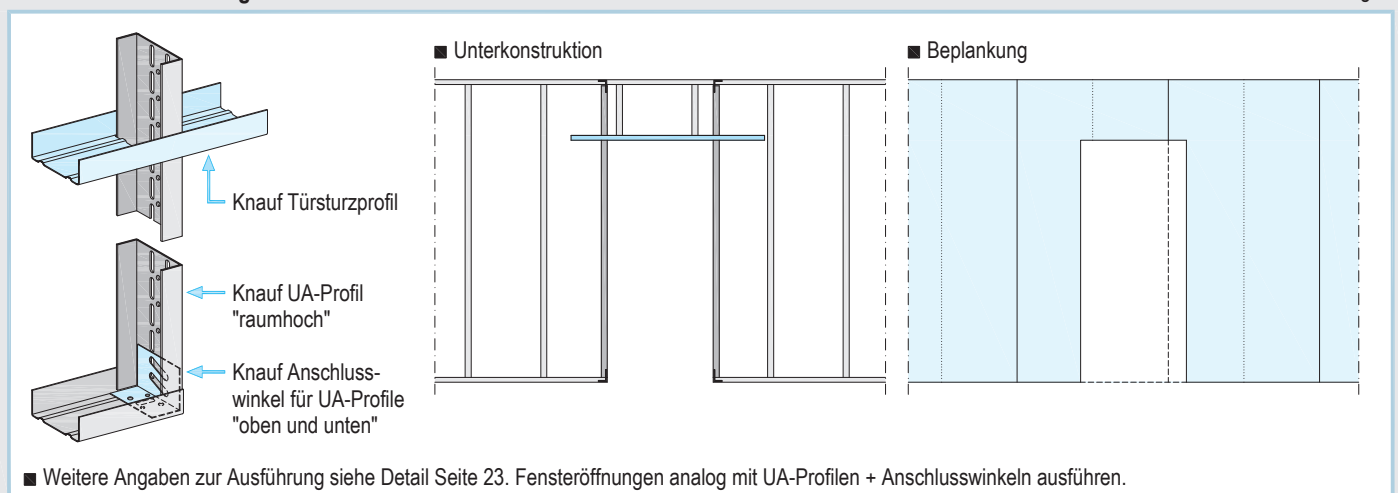 ■ Unterkonstruktion
■ Beplankung
Knauf Türsturzprofil
Knauf UA-Profil
"raumhoch"
Knauf Anschluss-
winkel für UA-Profile
"oben und unten"
■ Weitere Angaben zur Ausführung siehe Detail Seite 23. Fensteröffnungen analog mit UA-Profilen + Anschlusswinkeln ausführen.